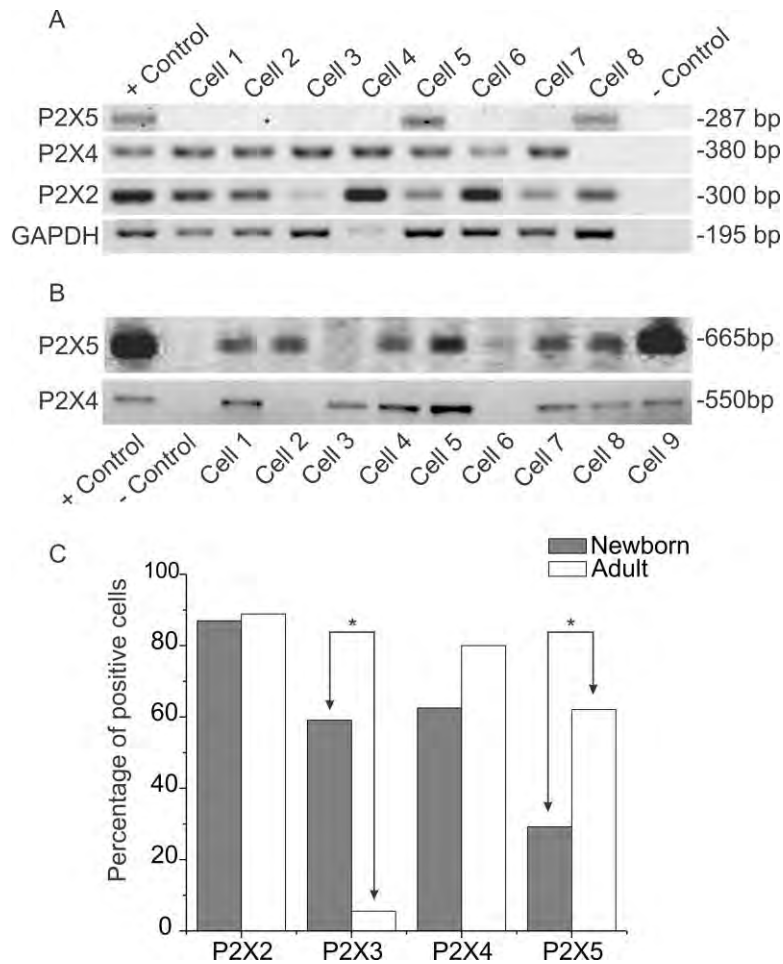 A
+ Control Cell 1 Cell 2 Cell 3 Cell 4 Cell 5 Cell 6 Cell 7 Cell 8 - Control
P2X5 -287 bp
P2X4 -380 bp
P2X2 -300 bp
GAPDH -195 bp
B
P2X5 -665bp
P2X4 -550bp
+ Control - Control Cell 1 Cell 2 Cell 3 Cell 4 Cell 5 Cell 6 Cell 7 Cell 8 Cell 9
C
Newborn
Adult
Percentage of positive cells
100
80
60
40
20
0
* *
P2X2 P2X3 P2X4 P2X5